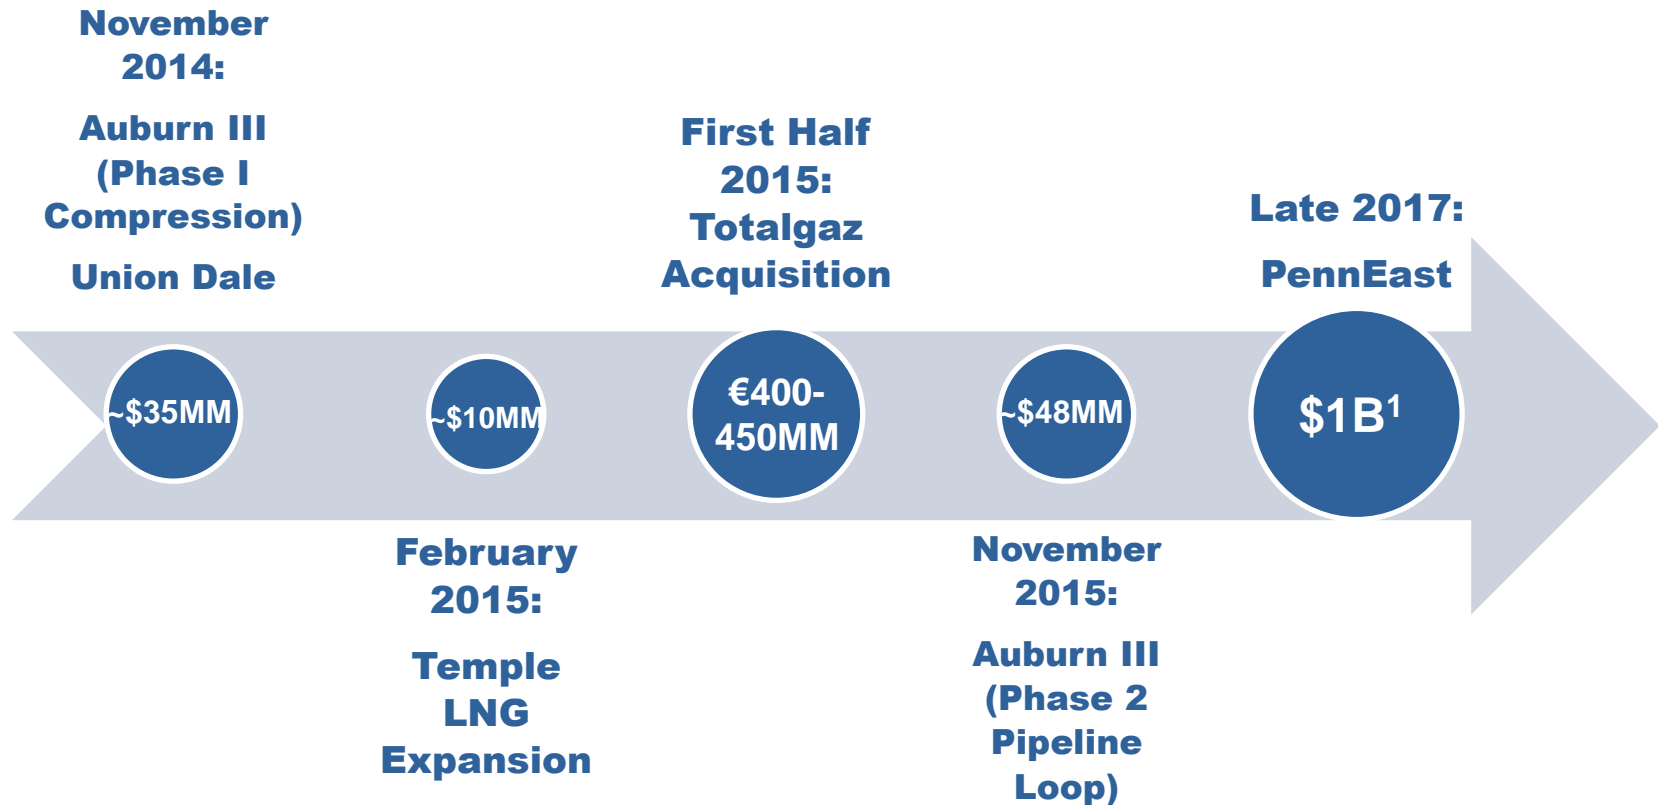 November
2014:
Auburn III
(Phase I
Compression)
Union Dale
~$35MM
~$10MM
February
2015:
Temple
LNG
Expansion
First Half
2015:
Totalgaz
Acquisition
€400-
450MM
~$48MM
November
2015:
Auburn III
(Phase 2
Pipeline
Loop)
Late 2017:
PennEast
$1B¹